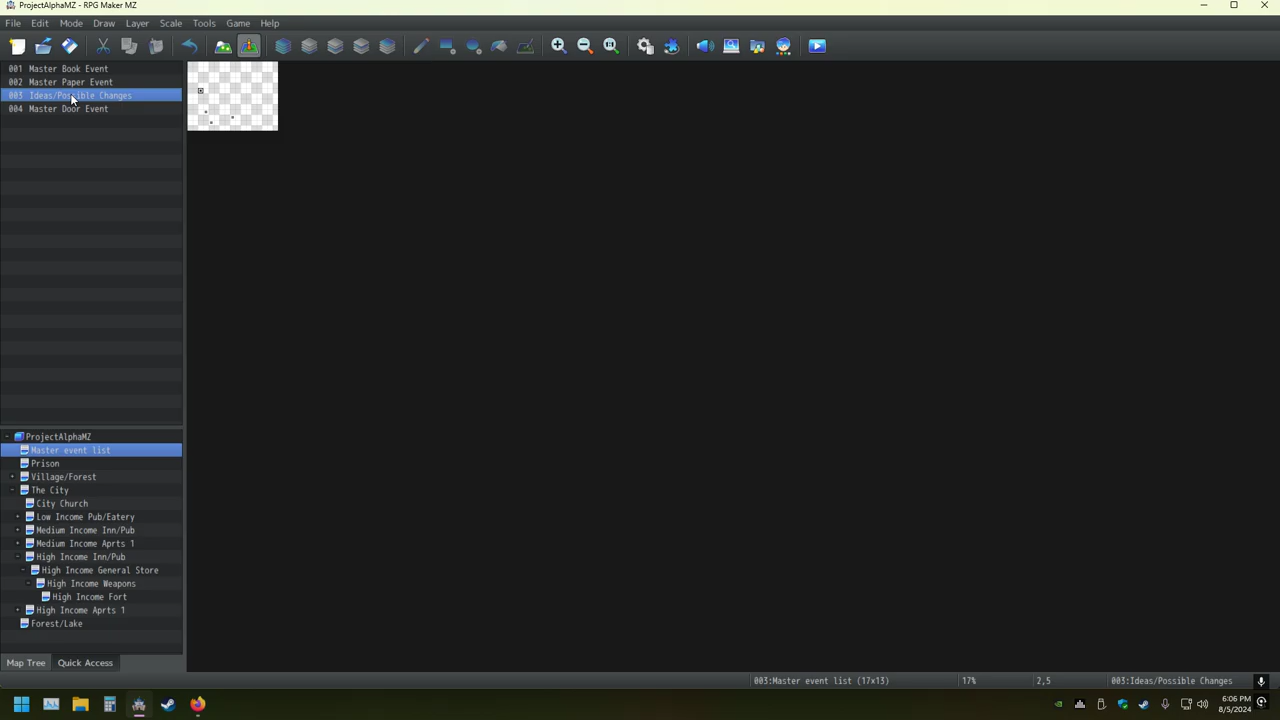 ProjectAlphaMZ - RPG Maker MZ
File Edit Mode Draw Layer Scale Tools Game Help
001 Master Book Event
002 Master Paper Event
003 Ideas/Possible Changes
004 Master Door Event
ProjectAlphaMZ
Master event list
Prison
Village/Forest
The City
City Church
Low Income Pub/Eatery
Medium Income Inn/Pub
Medium Income Aprts 1
High Income Inn/Pub
High Income General Store
High Income Weapons
High Income Fort
High Income Aprts 1
Forest/Lake
Map Tree Quick Access
003:Master event list (17x13) 17% 2,5 003:Ideas/Possible Changes
6:06 PM
8/5/2024